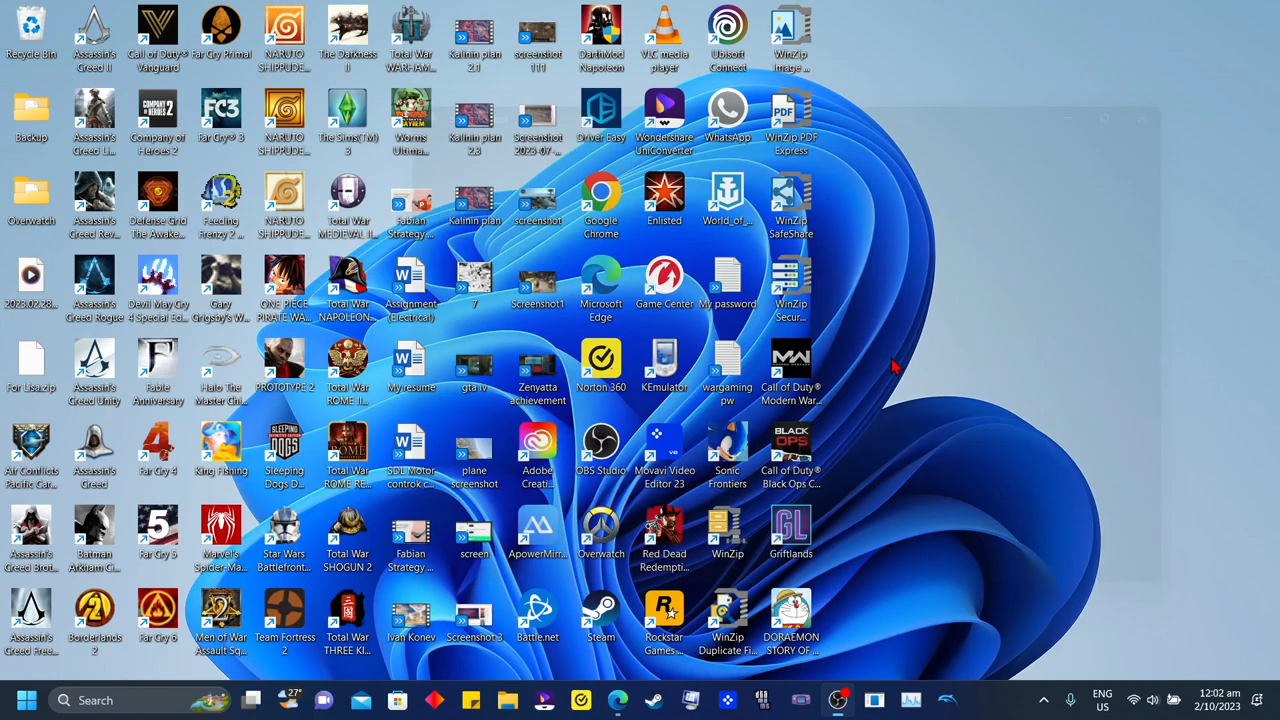 Recycle Bin
Assassin's
Creed II
Call of Duty®
Vanguard
Far Cry Primal
NARUTO
SHIPPUDE...
The Darkness
II
Total War
WARHAM...
Kalinin plan
2.1
screenshot
111
DarthMod
Napoleon
VLC media
player
Ubisoft
Connect
WinZip
Image ...
Backup
Assassin's
Creed Li...
Company of
Heroes 2
Far Cry® 3
NARUTO
SHIPPUDE...
The Sims(TM)
3
Worms
Ultima...
Kalinin plan
2.3
Screenshot
2023-07-...
Driver Easy
Wondershare
UniConverter
WhatsApp
WinZip PDF
Express
Overwatch
Assassin's
Creed Rev...
Defense Grid
The Awake...
Feeding
Frenzy 2 ...
NARUTO
SHIPPUDE...
Total War
MEDIEVAL II...
Fabian
Strategy-...
Kalinin plan
screenshot
Google
Chrome
Enlisted
World_of_...
WinZip
SafeShare
2023.02.28...
Assassin's
Creed Rogue
Devil May Cry
4 Special Ed...
Gary
Grigsby's W...
ONE PIECE
PIRATE WA...
Total War
NAPOLEON...
Assignment
(Electrical)
7
Screenshot1
Microsoft
Edge
Game Center
My password
WinZip
Secur...
For Lisa.zip
Assassin's
Creed Unity
Fable
Anniversary
Halo The
Master Chi...
PROTOTYPE 2
Total War
ROME II...
My resume
gta iv
Zenyatta
achievement
Norton 360
KEmulator
wargaming
pw
Call of Duty®
Modern War...
Air Conflicts
Pacific Car...
Assassin's
Creed
Far Cry 4
King Fishing
Sleeping
Dogs D...
Total War
ROME RE...
SDL Motor
controk c...
plane
screenshot
Adobe
Creati...
OBS Studio
Movavi Video
Editor 23
Sonic
Frontiers
Call of Duty®
Black Ops C...
Assassin's
Creed Brot...
Batman
Arkham Ci...
Far Cry 5
Marvel's
Spider-Ma...
Star Wars
Battlefront...
Total War
SHOGUN 2
Fabian
Strategy ...
screen
ApowerMirr...
Overwatch
Red Dead
Redempti...
WinZip
Griftlands
Assassin's
Creed Free...
Borderlands
2
Far Cry 6
Men of War
Assault Sq...
Team Fortress
2
Total War
THREE KI...
Ivan Konev
Screenshot 3
Battle.net
Steam
Rockstar
Games ...
WinZip
Duplicate Fi...
DORAEMON
STORY OF ...
Search
27°
ENG
US
12:02 am
2/10/2023